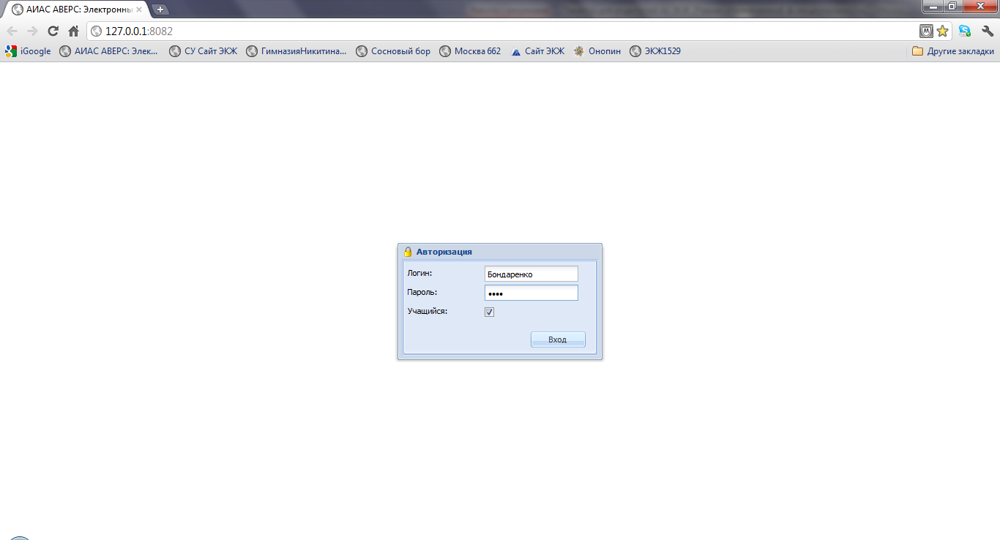 АИАС АВЕРС: Электронны
127.0.0.1:8082
iGoogle АИАС АВЕРС: Элек... СУ Сайт ЭКЖ ГимназияНикитина... Сосновый бор Москва 662 Сайт ЭКЖ Онопин ЭКЖ1529 Другие закладки
Авторизация
Логин: Бондаренко
Пароль: ••••
Учащийся:
Вход